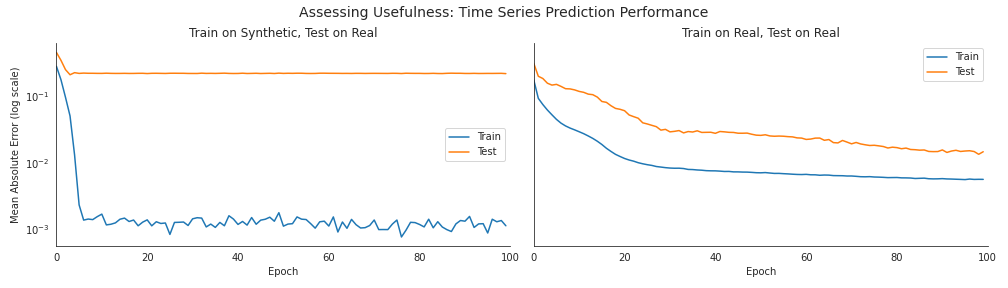 Assessing Usefulness: Time Series Prediction Performance
Train on Synthetic, Test on Real
Mean Absolute Error (log scale)
10⁻¹
10⁻²
10⁻³
0 20 40 60 80 100
Epoch
Train
Test
Train on Real, Test on Real
Train
Test
0 20 40 60 80 100
Epoch